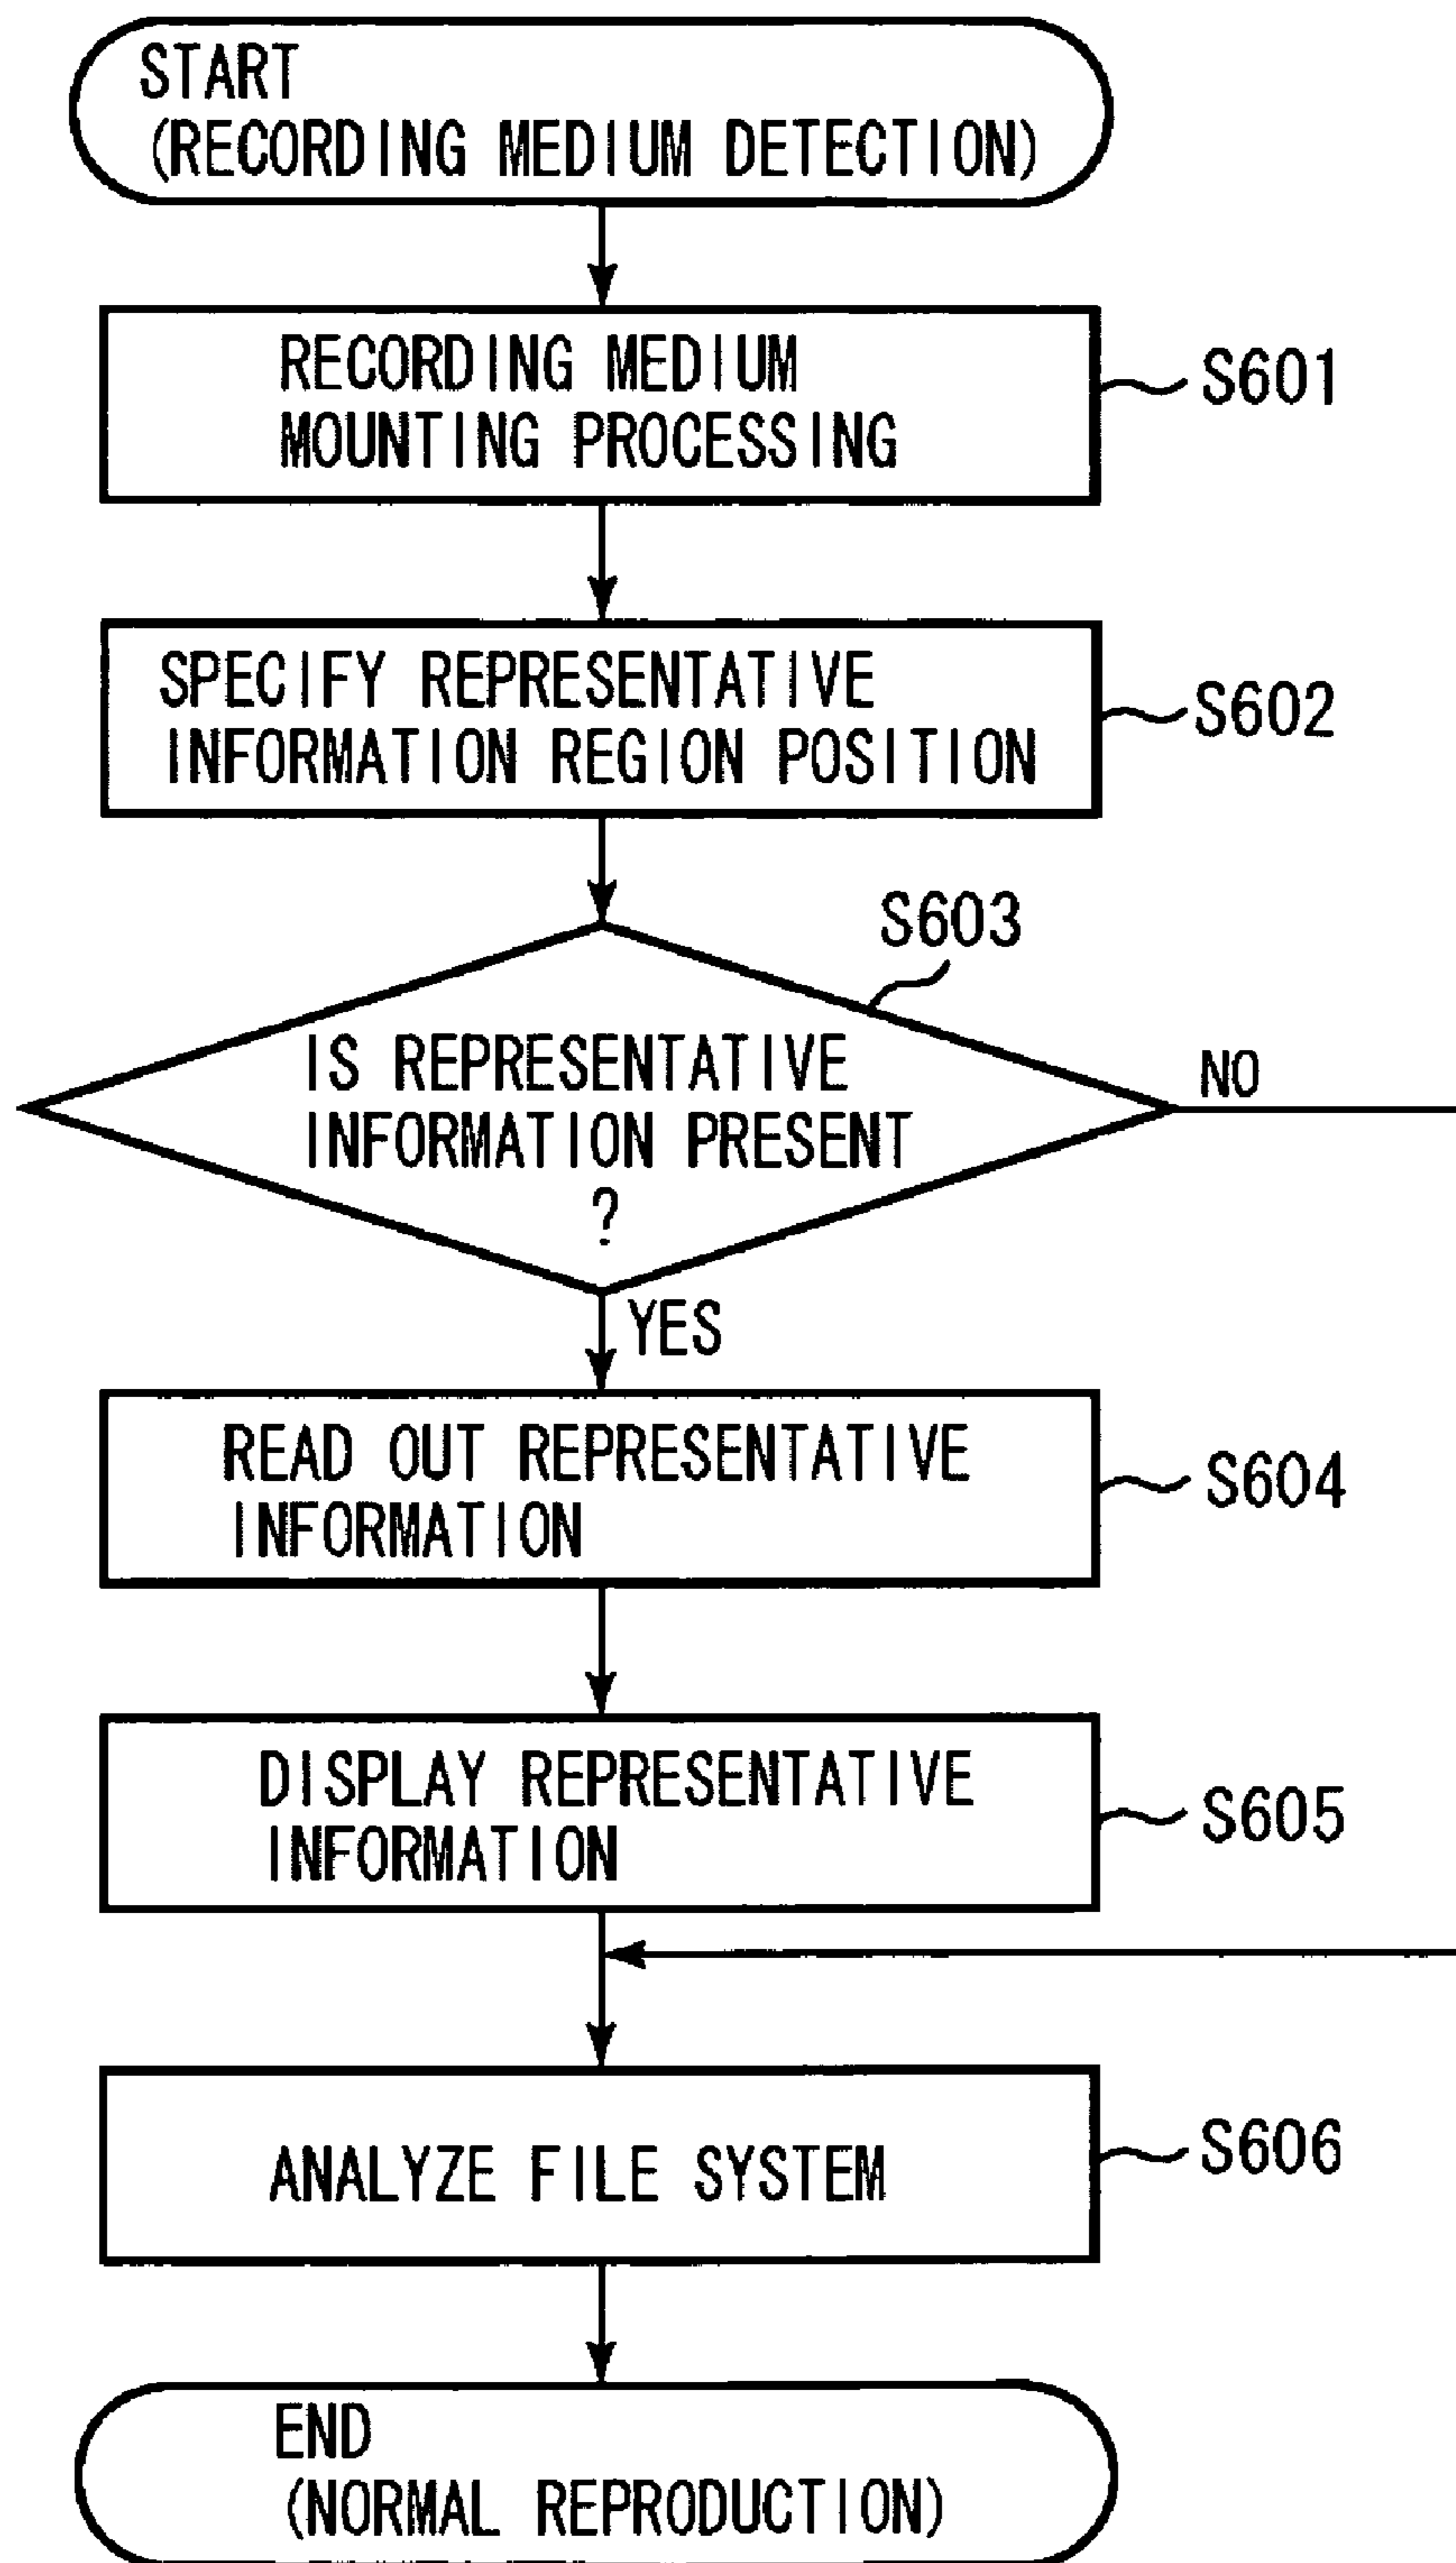 START
(RECORDING MEDIUM DETECTION)
RECORDING MEDIUM
MOUNTING PROCESSING
S601
SPECIFY REPRESENTATIVE
INFORMATION REGION POSITION
S602
S603
IS REPRESENTATIVE
INFORMATION PRESENT
?
NO
YES
READ OUT REPRESENTATIVE
INFORMATION
S604
DISPLAY REPRESENTATIVE
INFORMATION
S605
ANALYZE FILE SYSTEM
S606
END
(NORMAL REPRODUCTION)